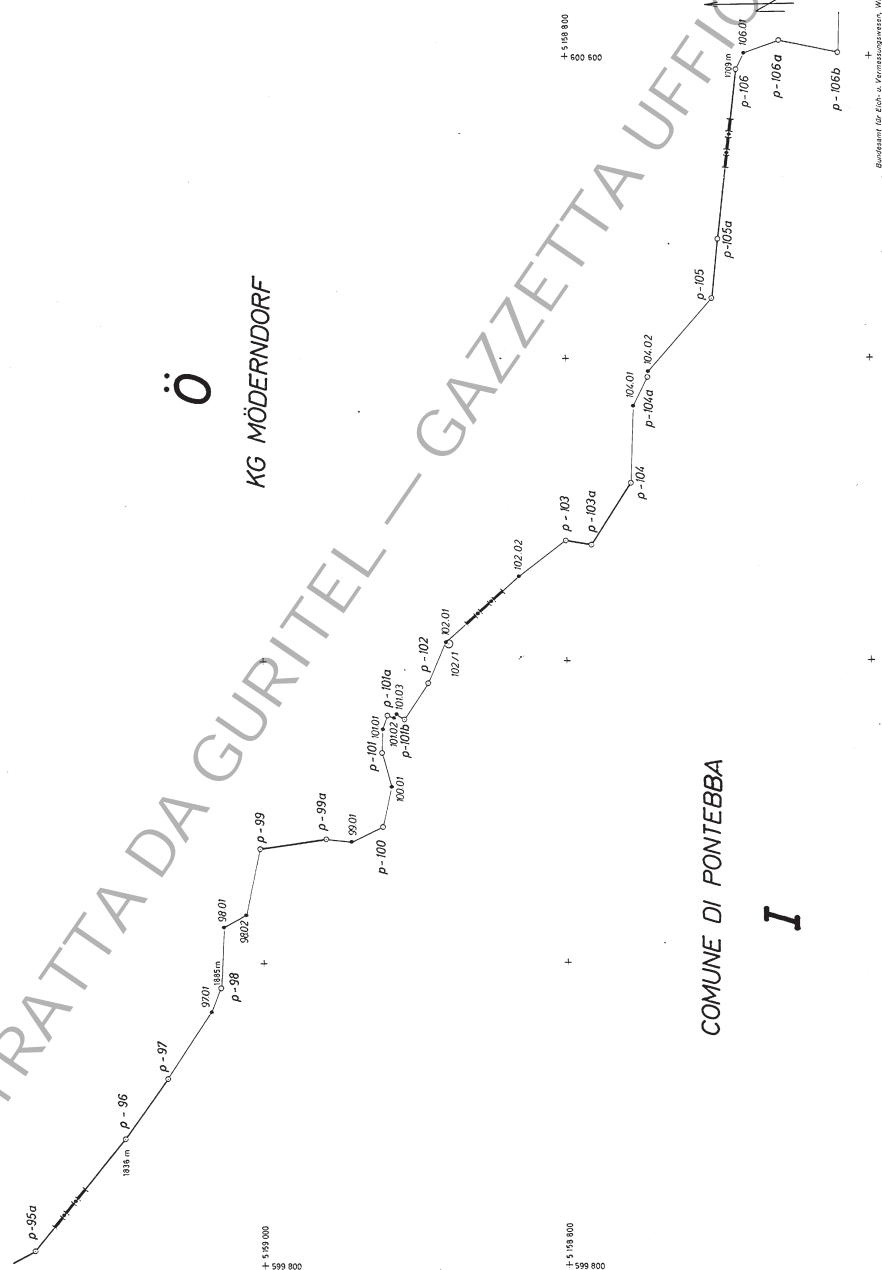 TRATTA DA GURITEL — GAZZETTA UFFIC
Ö
KG MÖDERNDORF
COMUNE DI PONTEBBA
I
p-95a
1836 m
p - 96
p - 97
97.01
1885m
p - 98
98.01
98.02
p - 99
p - 99a
99.01
p-100
100.01
p-101
101.01
p-101a
101.02
101.03
p-101b
p -102
102/1
102.01
102.02
p - 103
p-103a
p -104
104.01
p-104a
104.02
p-105
p-105a
1709 m
p-106
106.01
p-106a
p-106b
5 159 000
599 800
5 158 800
599 800
5 158 800
600 600
Bundesamt für Eich- u. Vermessungswesen, W